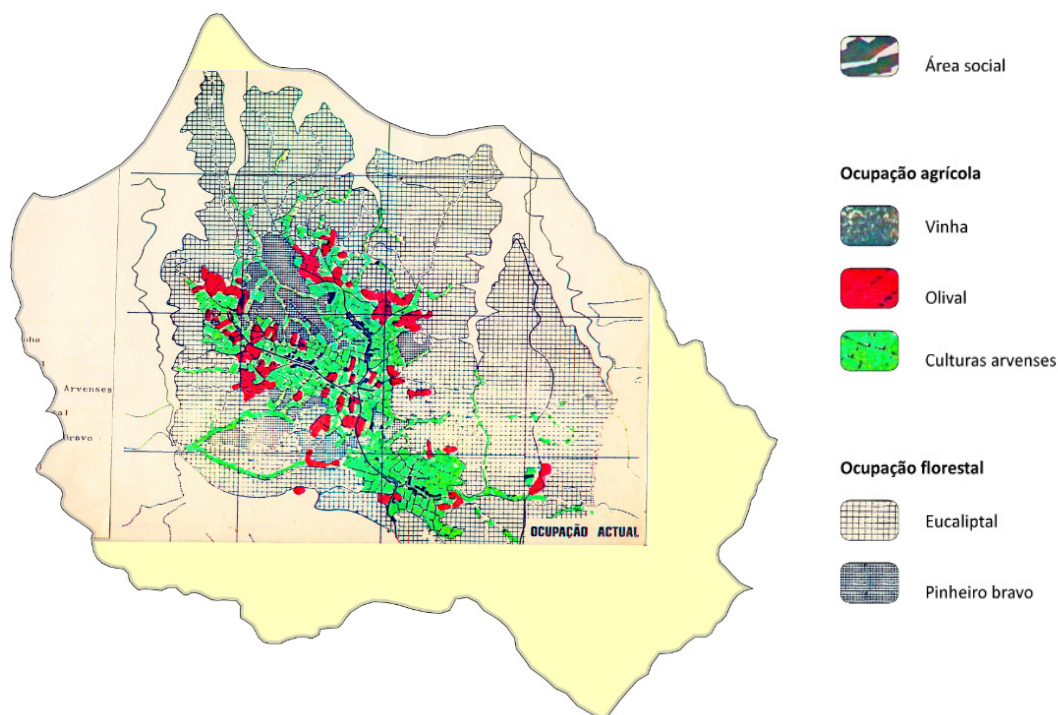 Área social
Ocupação agrícola
Vinha
Olival
Culturas arvenses
Ocupação florestal
Eucaliptal
Pinheiro bravo
Arvenses
Bravo
OCUPAÇÃO ACTUAL